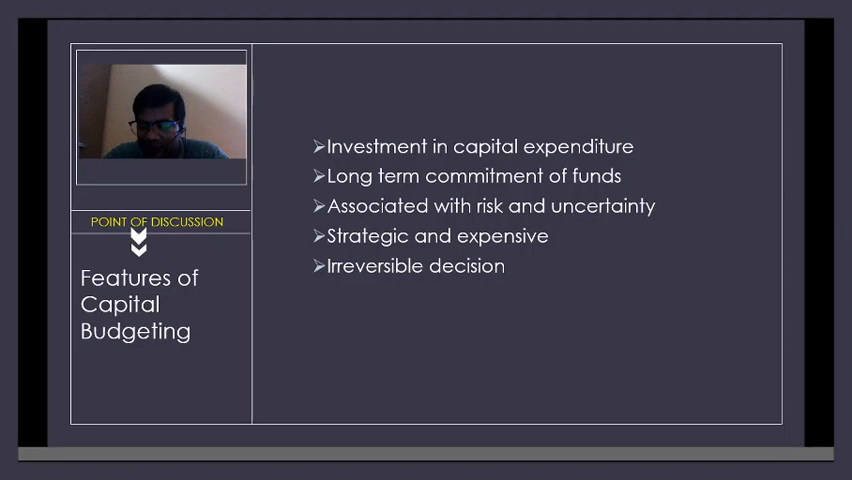 POINT OF DISCUSSION
Features of
Capital
Budgeting
Investment in capital expenditure
Long term commitment of funds
Associated with risk and uncertainty
Strategic and expensive
Irreversible decision